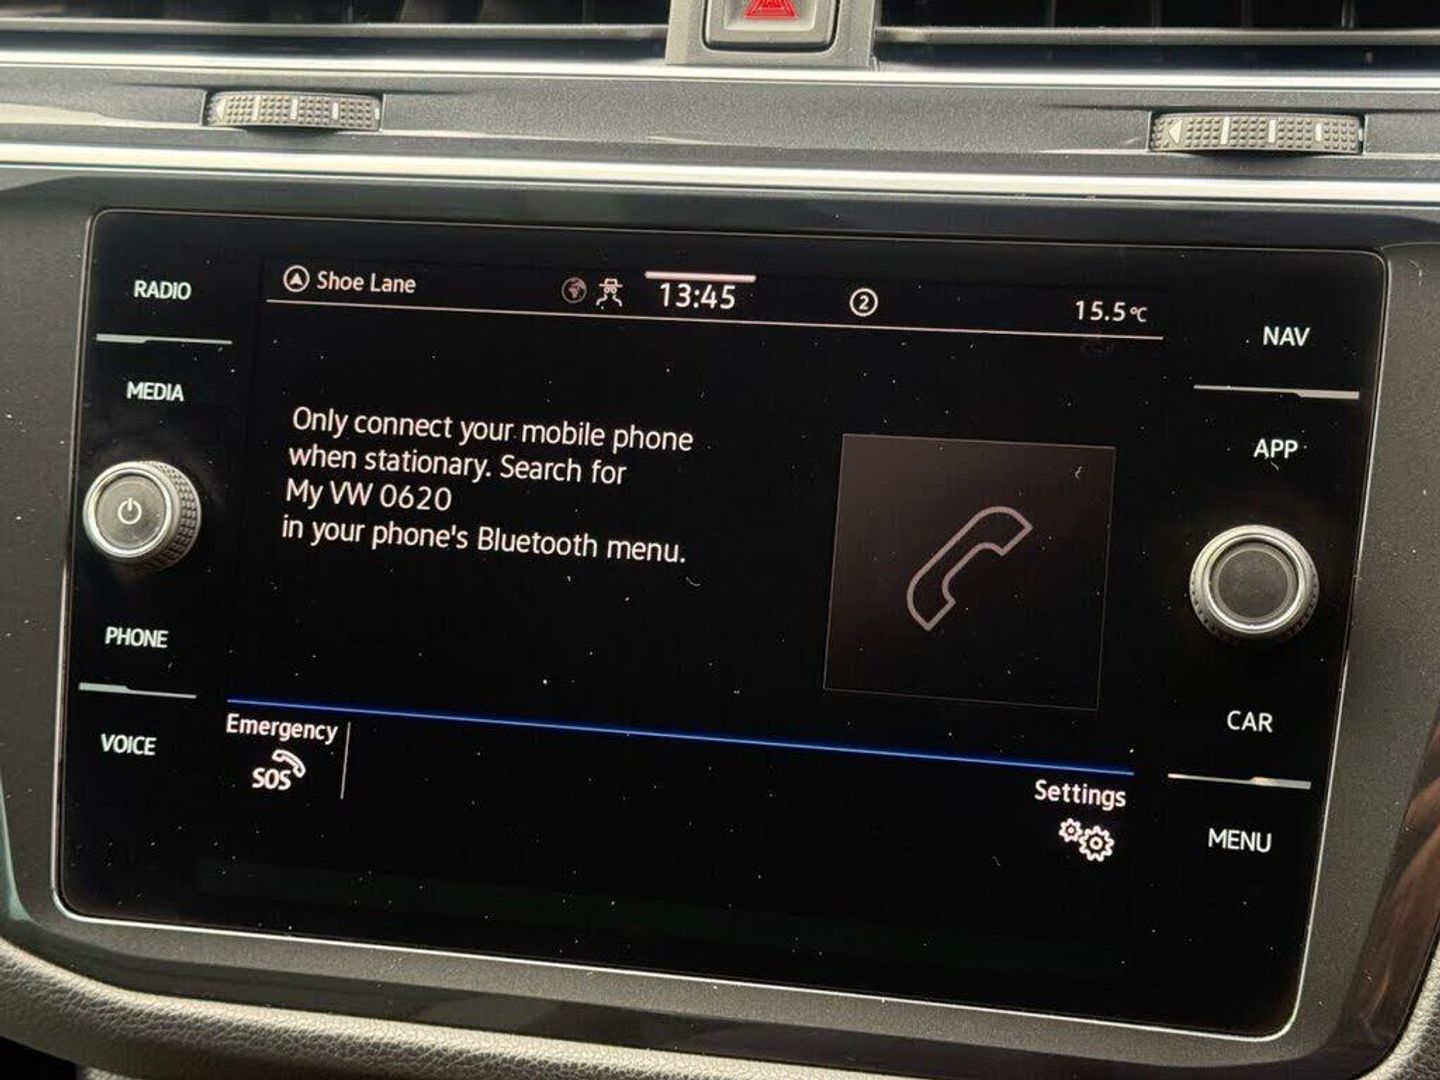 RADIO
MEDIA
PHONE
VOICE
Shoe Lane
13:45
2
15.5°C
Only connect your mobile phone
when stationary. Search for
My VW 0620
in your phone's Bluetooth menu.
Emergency
SOS
Settings
NAV
APP
CAR
MENU